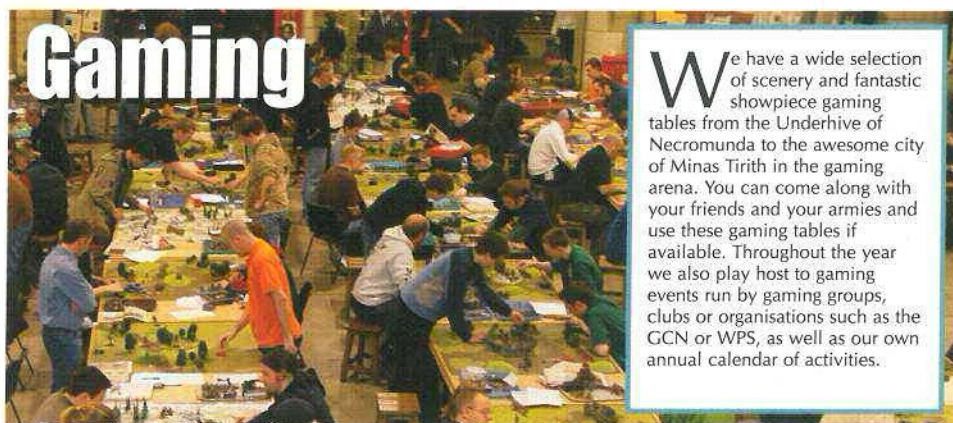 Gaming
We have a wide selection
of scenery and fantastic
showpiece gaming
tables from the Underhive of
Necromunda to the awesome city
of Minas Tirith in the gaming
arena. You can come along with
your friends and your armies and
use these gaming tables if
available. Throughout the year
we also play host to gaming
events run by gaming groups,
clubs or organisations such as the
GCN or WPS, as well as our own
annual calendar of activities.